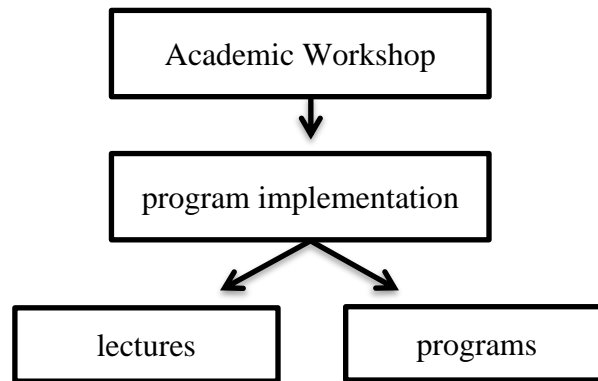 Academic Workshop
program implementation
lectures
programs